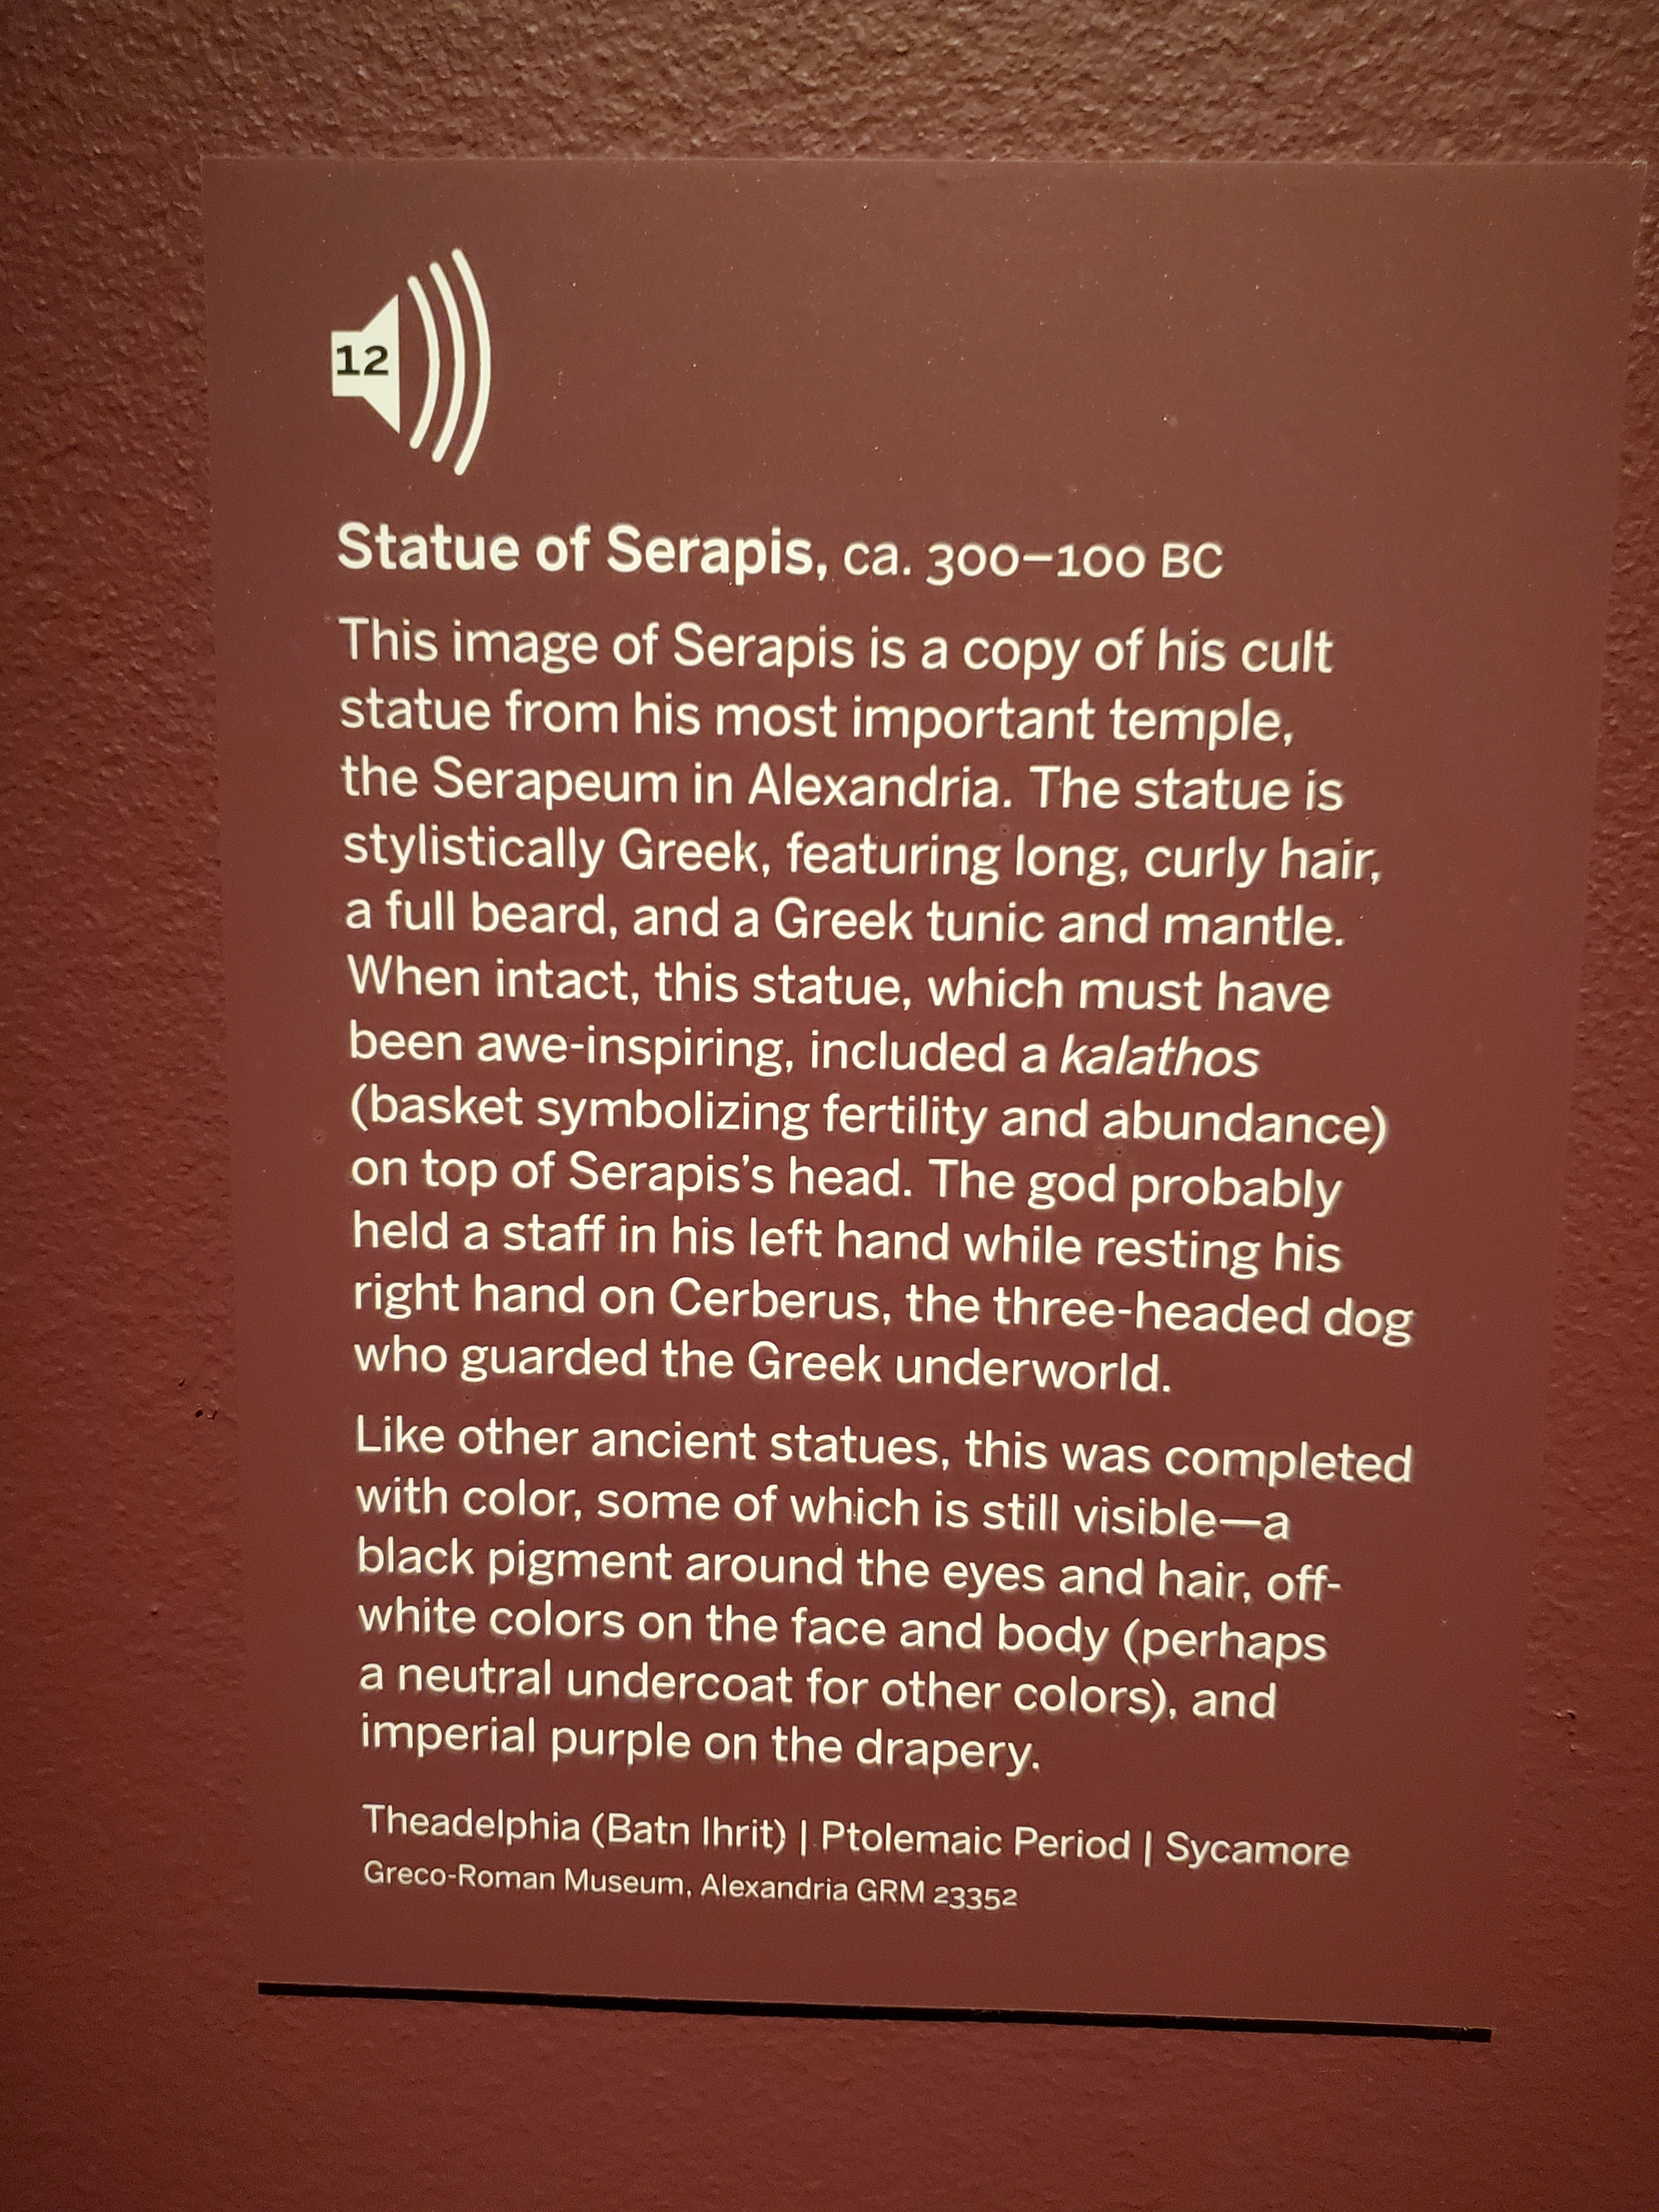 12
Statue of Serapis, ca. 300–100 BC
This image of Serapis is a copy of his cult
statue from his most important temple,
the Serapeum in Alexandria. The statue is
stylistically Greek, featuring long, curly hair,
a full beard, and a Greek tunic and mantle.
When intact, this statue, which must have
been awe-inspiring, included a kalathos
(basket symbolizing fertility and abundance)
on top of Serapis’s head. The god probably
held a staff in his left hand while resting his
right hand on Cerberus, the three-headed dog
who guarded the Greek underworld.
Like other ancient statues, this was completed
with color, some of which is still visible—a
black pigment around the eyes and hair, off-
white colors on the face and body (perhaps
a neutral undercoat for other colors), and
imperial purple on the drapery.
Theadelphia (Batn Ihrit) | Ptolemaic Period | Sycamore
Greco-Roman Museum, Alexandria GRM 23352